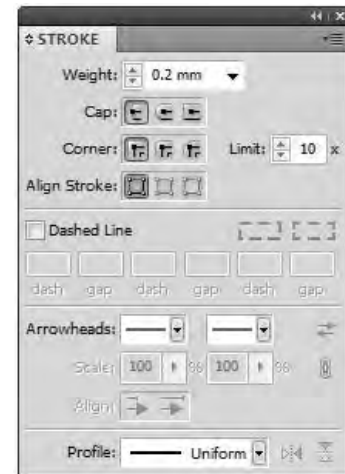 STROKE
Weight: 0.2 mm
Cap:
Corner: Limit: 10 x
Align Stroke:
Dashed Line
dash gap dash gap dash gap
Arrowheads:
Scale: 100 % 100 %
Align:
Profile: Uniform